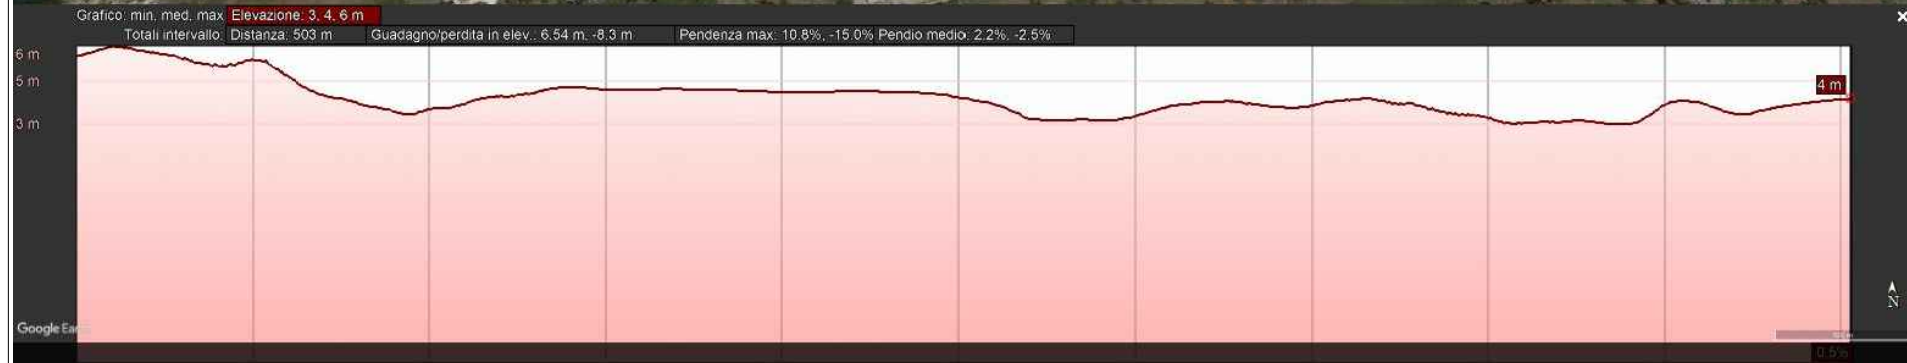 Grafico: min, med, max Elevazione: 3, 4, 6 m
Totali intervallo: Distanza: 503 m Guadagno/perdita in elev.: 6.54 m, -8.3 m Pendenza max: 10.8%, -15.0% Pendio medio: 2.2%, -2.5%
6 m
5 m
4 m
3 m
N
Google Ea
0.5%